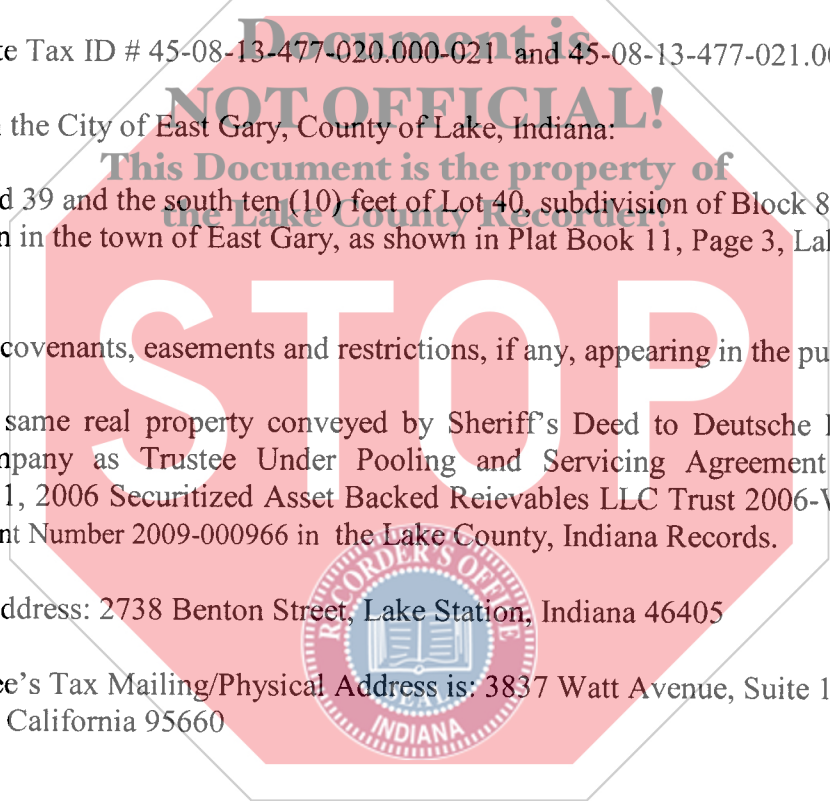 Document is
te Tax ID # 45-08-13-477-020.000-021 and 45-08-13-477-021.00
NOT OFFICIAL!
the City of East Gary, County of Lake, Indiana:
This Document is the property of
d 39 and the south ten (10) feet of Lot 40, subdivision of Block 8
the Lake County Recorder!
n in the town of East Gary, as shown in Plat Book 11, Page 3, Lal
STOP
covenants, easements and restrictions, if any, appearing in the pu
same real property conveyed by Sheriff's Deed to Deutsche
mpany as Trustee Under Pooling and Servicing Agreement
1, 2006 Securitized Asset Backed Reievables LLC Trust 2006-V
nt Number 2009-000966 in the Lake County, Indiana Records.
RECORDER'S OFFICE
ddress: 2738 Benton Street, Lake Station, Indiana 46405
ee's Tax Mailing/Physical Address is: 3837 Watt Avenue, Suite 1
SEAL
California 95660
INDIANA